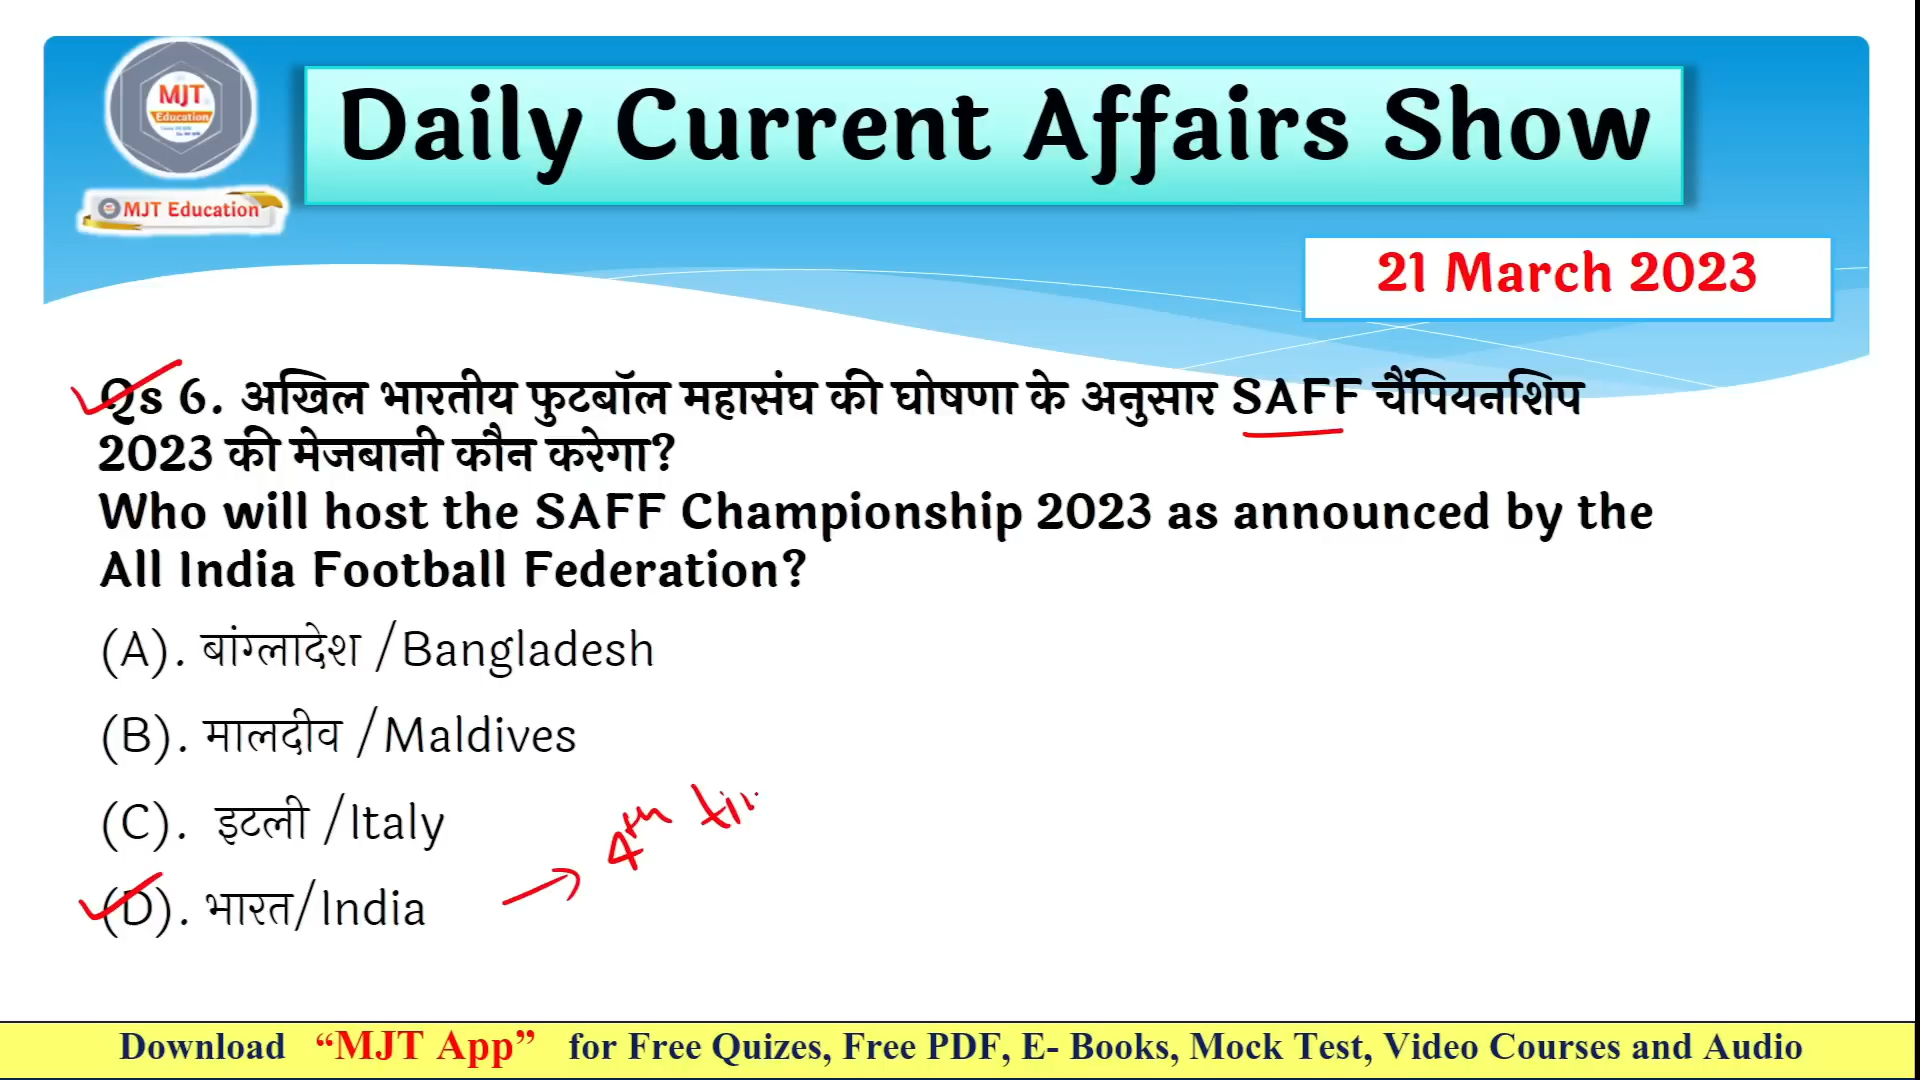 MJT
Education
MJT Education
Daily Current Affairs Show
21 March 2023
Qs 6. अखिल भारतीय फुटबॉल महासंघ की घोषणा के अनुसार SAFF चैंपियनशिप
2023 की मेजबानी कौन करेगा?
Who will host the SAFF Championship 2023 as announced by the
All India Football Federation?
(A). बांग्लादेश /Bangladesh
(B). मालदीव /Maldives
(C). इटली /Italy
4th
(D). भारत/India
Download “MJT App” for Free Quizes, Free PDF, E- Books, Mock Test, Video Courses and Audio